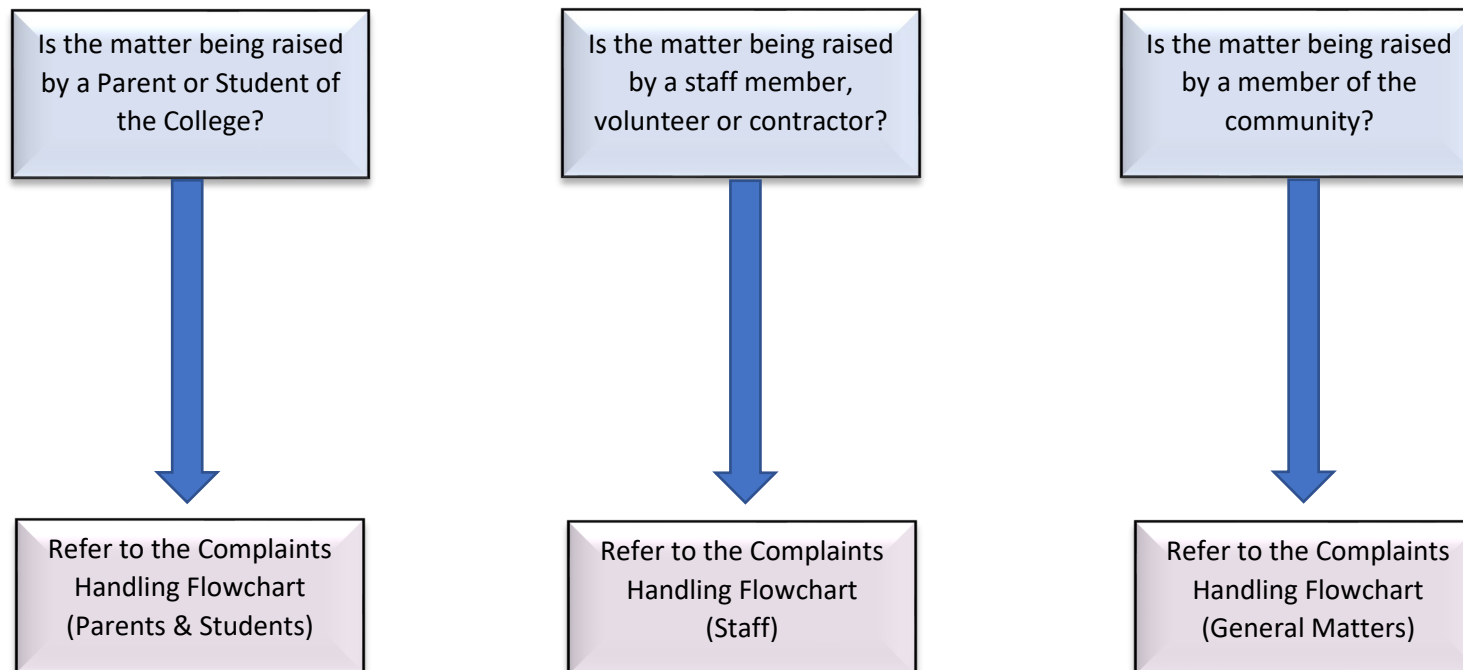 Is the matter being raised
by a Parent or Student of
the College?
Is the matter being raised
by a staff member,
volunteer or contractor?
Is the matter being raised
by a member of the
community?
Refer to the Complaints
Handling Flowchart
(Parents & Students)
Refer to the Complaints
Handling Flowchart
(Staff)
Refer to the Complaints
Handling Flowchart
(General Matters)